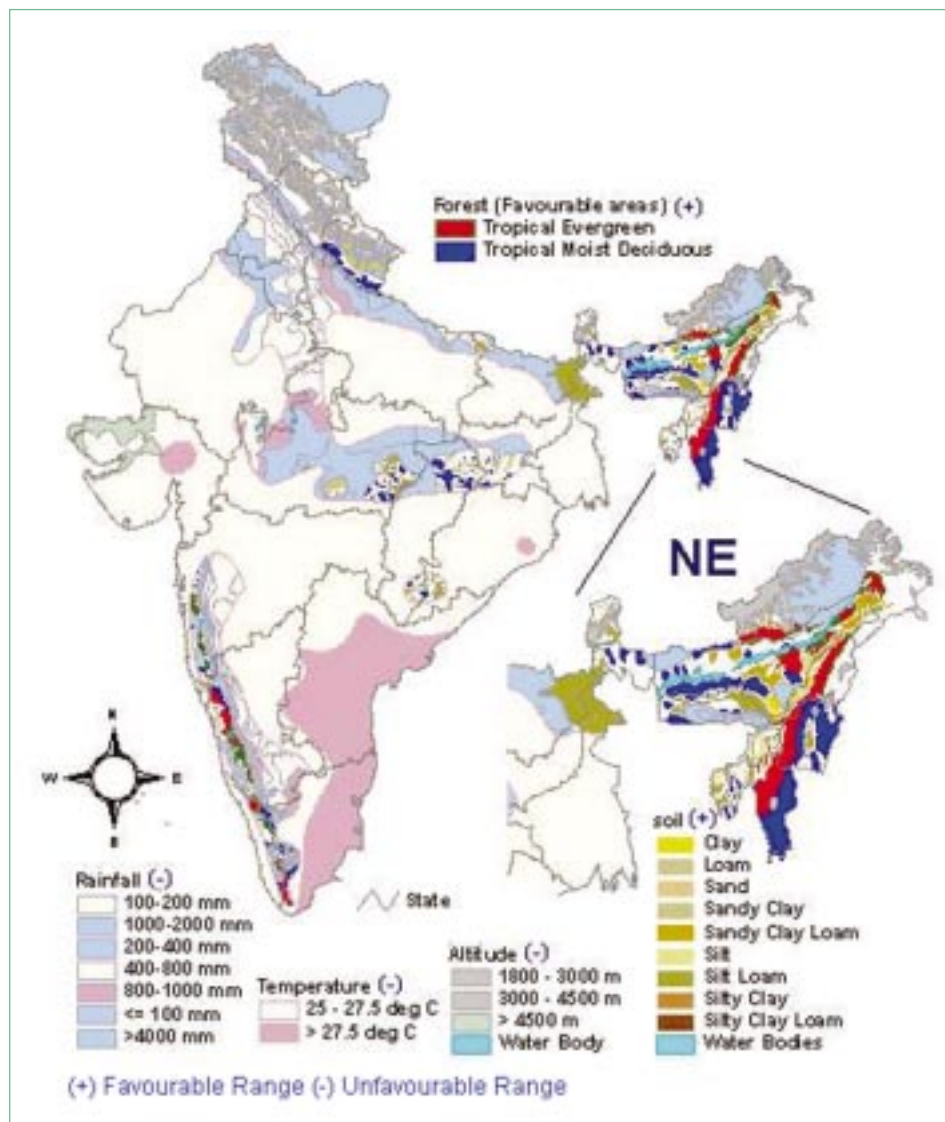 Forest (Favourable areas) (+)
Tropical Evergreen
Tropical Moist Deciduous
NE
N
W
E
S
soil (+)
Clay
Loam
Sand
Sandy Clay
Sandy Clay Loam
Silt
Silt Loam
Silty Clay
Silty Clay Loam
Water Bodies
Rainfall (-)
100-200 mm
1000-2000 mm
200-400 mm
400-800 mm
800-1000 mm
<= 100 mm
>4000 mm
State
Temperature (-)
25 - 27.5 deg C
> 27.5 deg C
Altitude (-)
1800 - 3000 m
3000 - 4500 m
> 4500 m
Water Body
(+) Favourable Range (-) Unfavourable Range